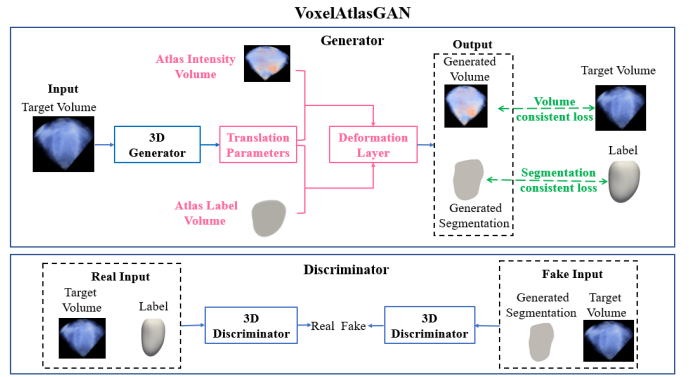 VoxelAtlasGAN
Generator
Input
Target Volume
3D
Generator
Translation
Parameters
Atlas Intensity
Volume
Atlas Label
Volume
Deformation
Layer
Output
Generated
Volume
Generated
Segmentation
Volume
consistent loss
Target Volume
Segmentation
consistent loss
Label
Discriminator
Real Input
Target
Volume
Label
3D
Discriminator
Real Fake
3D
Discriminator
Fake Input
Generated
Segmentation
Target
Volume